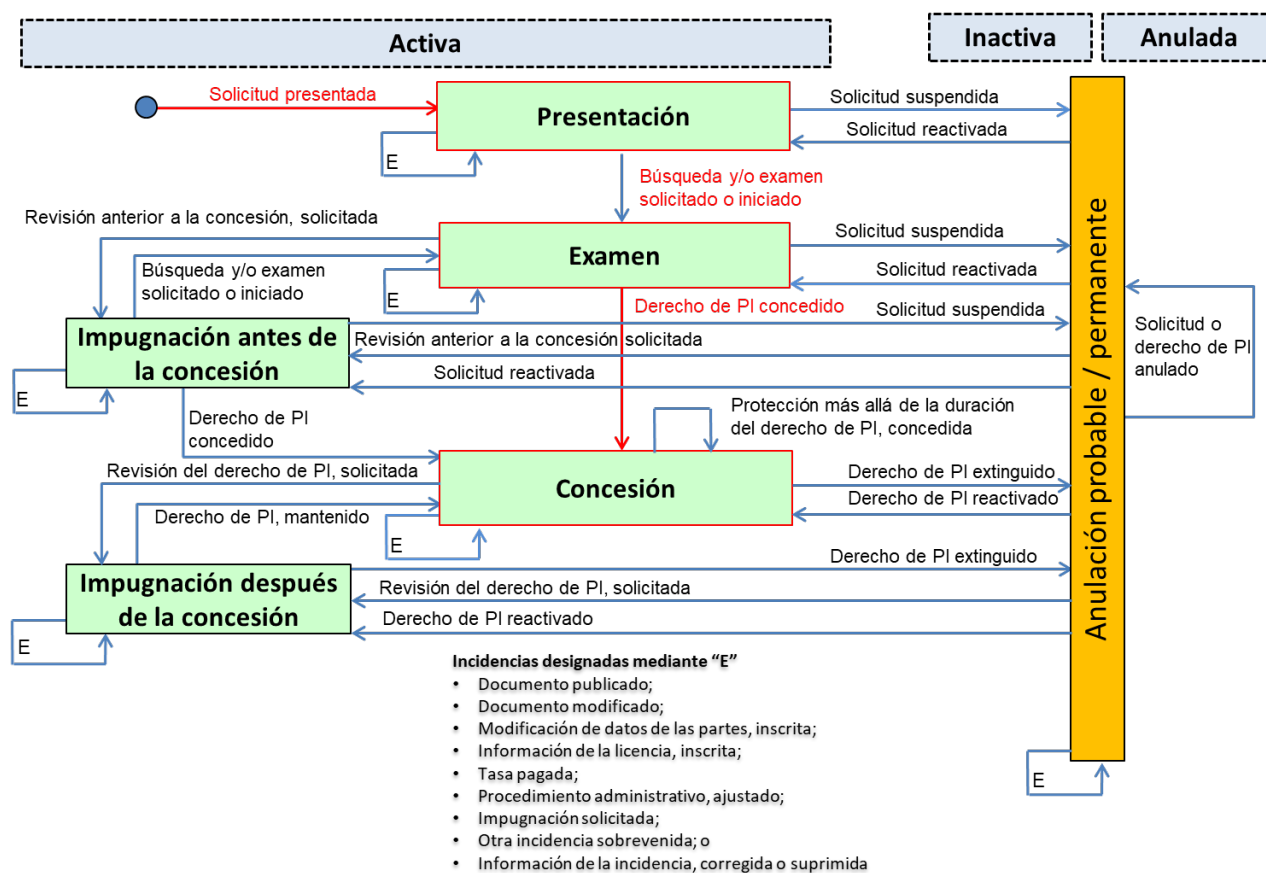 Activa
Inactiva
Anulada
Solicitud presentada
Presentación
Solicitud suspendida
Solicitud reactivada
E
Búsqueda y/o examen
solicitado o iniciado
Revisión anterior a la concesión, solicitada
Búsqueda y/o examen
solicitado o iniciado
Examen
Solicitud suspendida
Solicitud reactivada
E
Derecho de PI concedido
Solicitud suspendida
Impugnación antes de
la concesión
Revisión anterior a la concesión solicitada
Solicitud reactivada
E
Solicitud o
derecho de PI
anulado
Anulación probable / permanente
Derecho de PI
concedido
Protección más allá de la duración
del derecho de PI, concedida
Revisión del derecho de PI, solicitada
Concesión
Derecho de PI extinguido
Derecho de PI reactivado
Derecho de PI, mantenido
E
Derecho de PI extinguido
Impugnación después
de la concesión
Revisión del derecho de PI, solicitada
Derecho de PI reactivado
E
Incidencias designadas mediante “E”
• Documento publicado;
• Documento modificado;
• Modificación de datos de las partes, inscrita;
• Información de la licencia, inscrita;
• Tasa pagada;
• Procedimiento administrativo, ajustado;
• Impugnación solicitada;
• Otra incidencia sobrevenida; o
• Información de la incidencia, corregida o suprimida
E